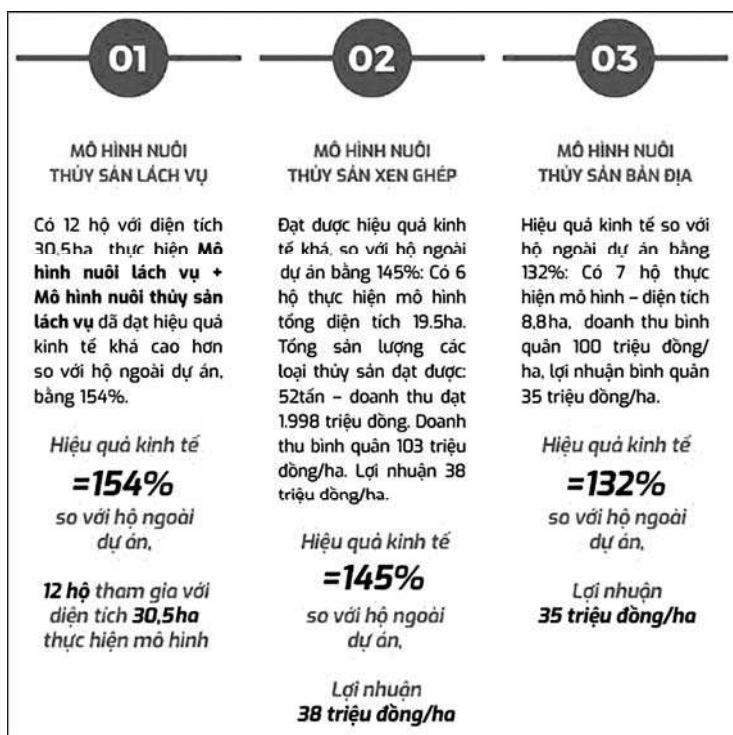 01
MÔ HÌNH NUÔI
THỦY SẢN LÁCH VỤ
Có 12 hộ với diện tích
30,5ha thực hiện Mô
hình nuôi lách vụ +
Mô hình nuôi thủy sản
lách vụ đã đạt hiệu quả
kinh tế khá cao hơn
so với hộ ngoài dự án,
bằng 154%.
Hiệu quả kinh tế
=154%
so với hộ ngoài
dự án,
12 hộ tham gia với
diện tích 30,5ha
thực hiện mô hình
02
MÔ HÌNH NUÔI
THỦY SẢN XEN GHÉP
Đạt được hiệu quả kinh
tế khá, so với hộ ngoài
dự án bằng 145%: Có 6
hộ thực hiện mô hình
tổng diện tích 19.5ha.
Tổng sản lượng các
loại thủy sản đạt được:
52tấn – doanh thu đạt
1.998 triệu đồng. Doanh
thu bình quân 103 triệu
đồng/ha. Lợi nhuận 38
triệu đồng/ha.
Hiệu quả kinh tế
=145%
so với hộ ngoài
dự án,
Lợi nhuận
38 triệu đồng/ha
03
MÔ HÌNH NUÔI
THỦY SẢN BẢN ĐỊA
Hiệu quả kinh tế so với
hộ ngoài dự án bằng
132%: Có 7 hộ thực
hiện mô hình – diện tích
8,8ha, doanh thu bình
quân 100 triệu đồng/
ha, lợi nhuận bình quân
35 triệu đồng/ha.
Hiệu quả kinh tế
=132%
so với hộ ngoài
dự án,
Lợi nhuận
35 triệu đồng/ha